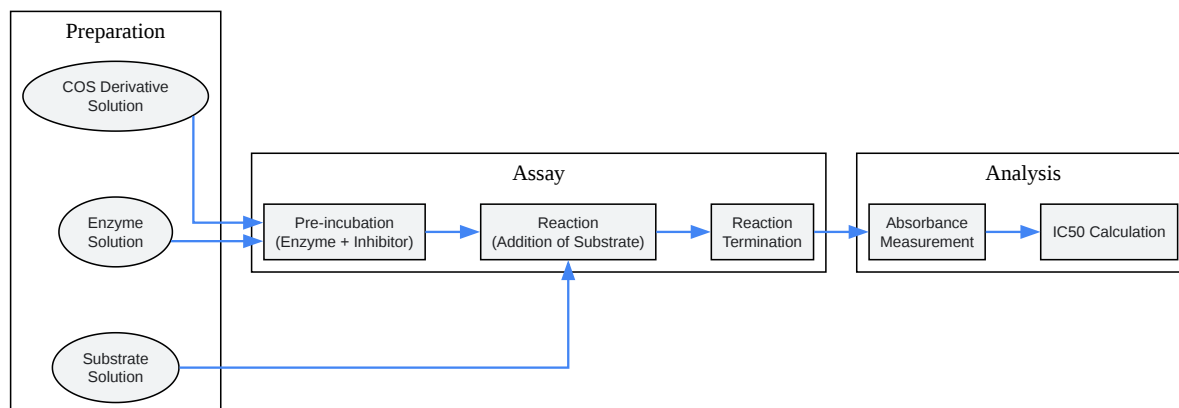 Preparation
COS Derivative
Solution
Enzyme
Solution
Substrate
Solution
Assay
Pre-incubation
(Enzyme + Inhibitor)
Reaction
(Addition of Substrate)
Reaction
Termination
Analysis
Absorbance
Measurement
IC50 Calculation